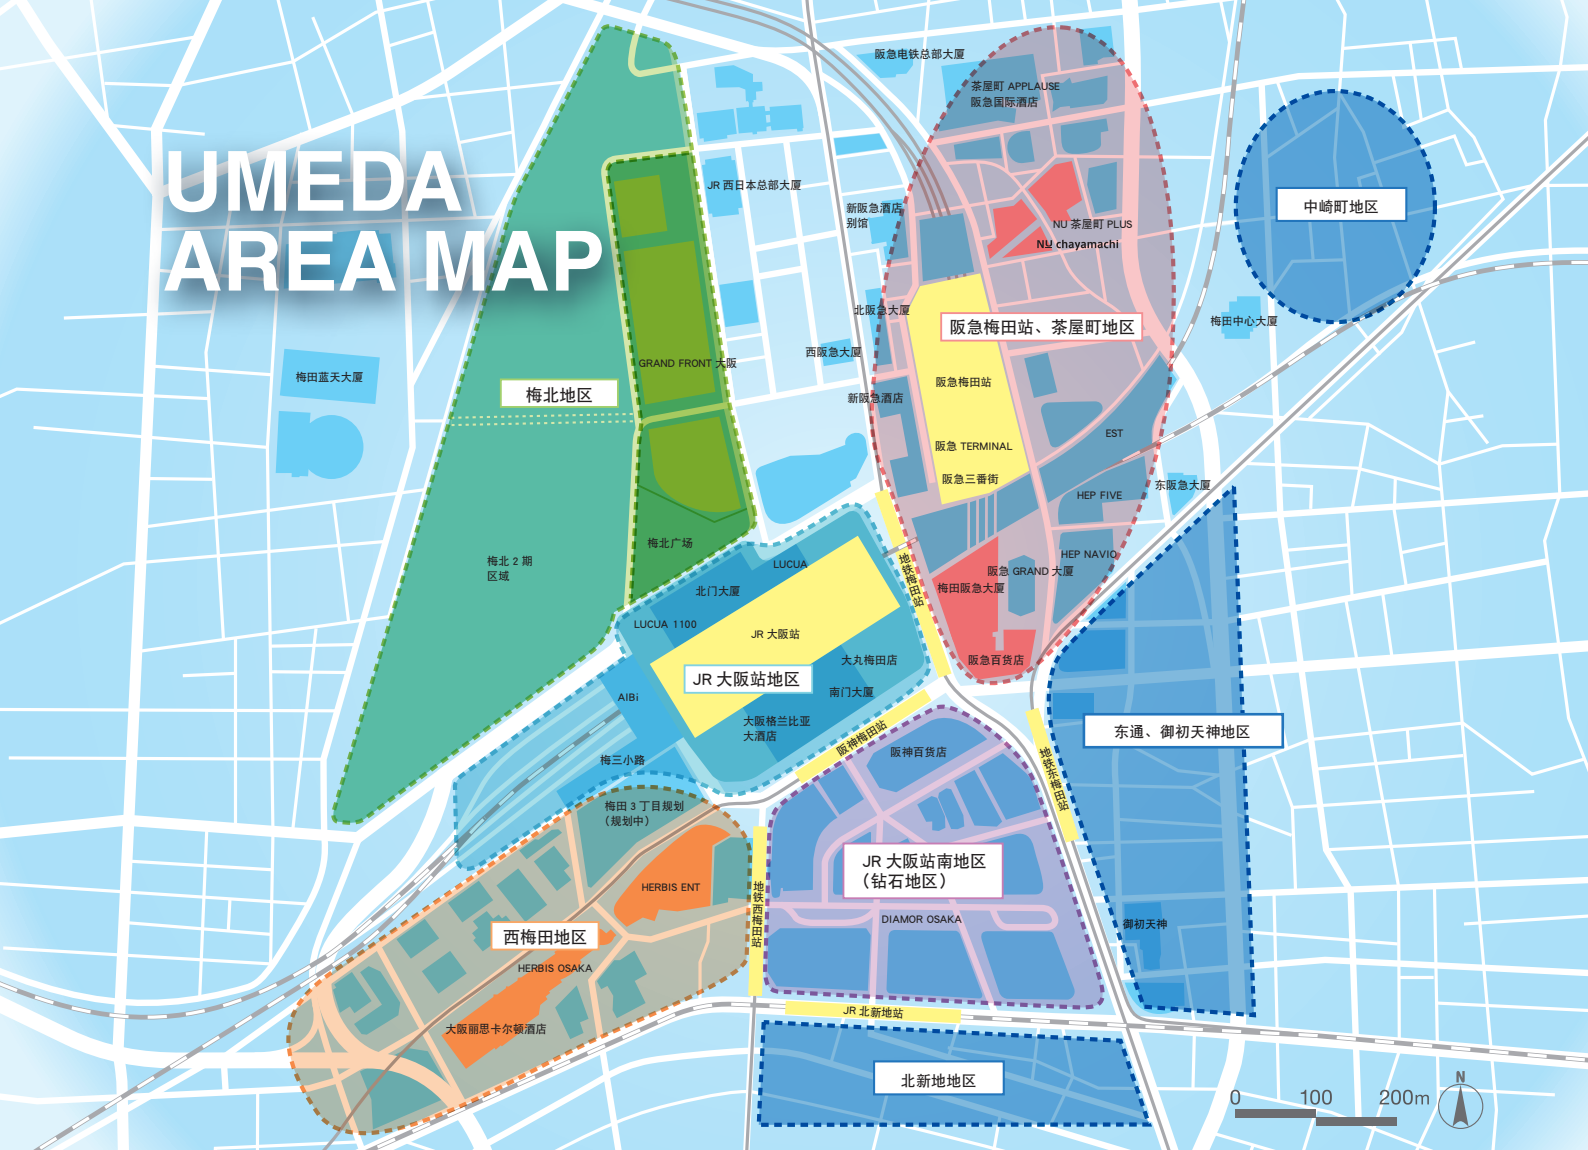 UMEDA
AREA MAP
阪急电铁总部大厦
茶屋町 APPLAUSE
阪急国际酒店
JR 西日本总部大厦
新阪急酒店
别馆
NU 茶屋町 PLUS
NU chayamachi
中崎町地区
北阪急大厦
阪急梅田站、茶屋町地区
梅田中心大厦
西阪急大厦
GRAND FRONT 大阪
梅田蓝天大厦
梅北地区
阪急梅田站
新阪急酒店
EST
阪急 TERMINAL
阪急三番街
东阪急大厦
HEP FIVE
梅北广场
梅北 2 期
区域
HEP NAVIO
LUCUA
地铁梅田站
阪急 GRAND 大厦
梅田阪急大厦
北门大厦
LUCUA 1100
JR 大阪站
大丸梅田店
阪急百货店
JR 大阪站地区
南门大厦
AIBi
大阪格兰比亚
大酒店
阪神梅田站
东通、御初天神地区
梅三小路
阪神百货店
地铁东梅田站
梅田 3 丁目规划
（规划中）
JR 大阪站南地区
（钻石地区）
HERBIS ENT
地铁西梅田站
DIAMOR OSAKA
御初天神
西梅田地区
HERBIS OSAKA
大阪丽思卡尔顿酒店
JR 北新地站
北新地地区
N
0 100 200m